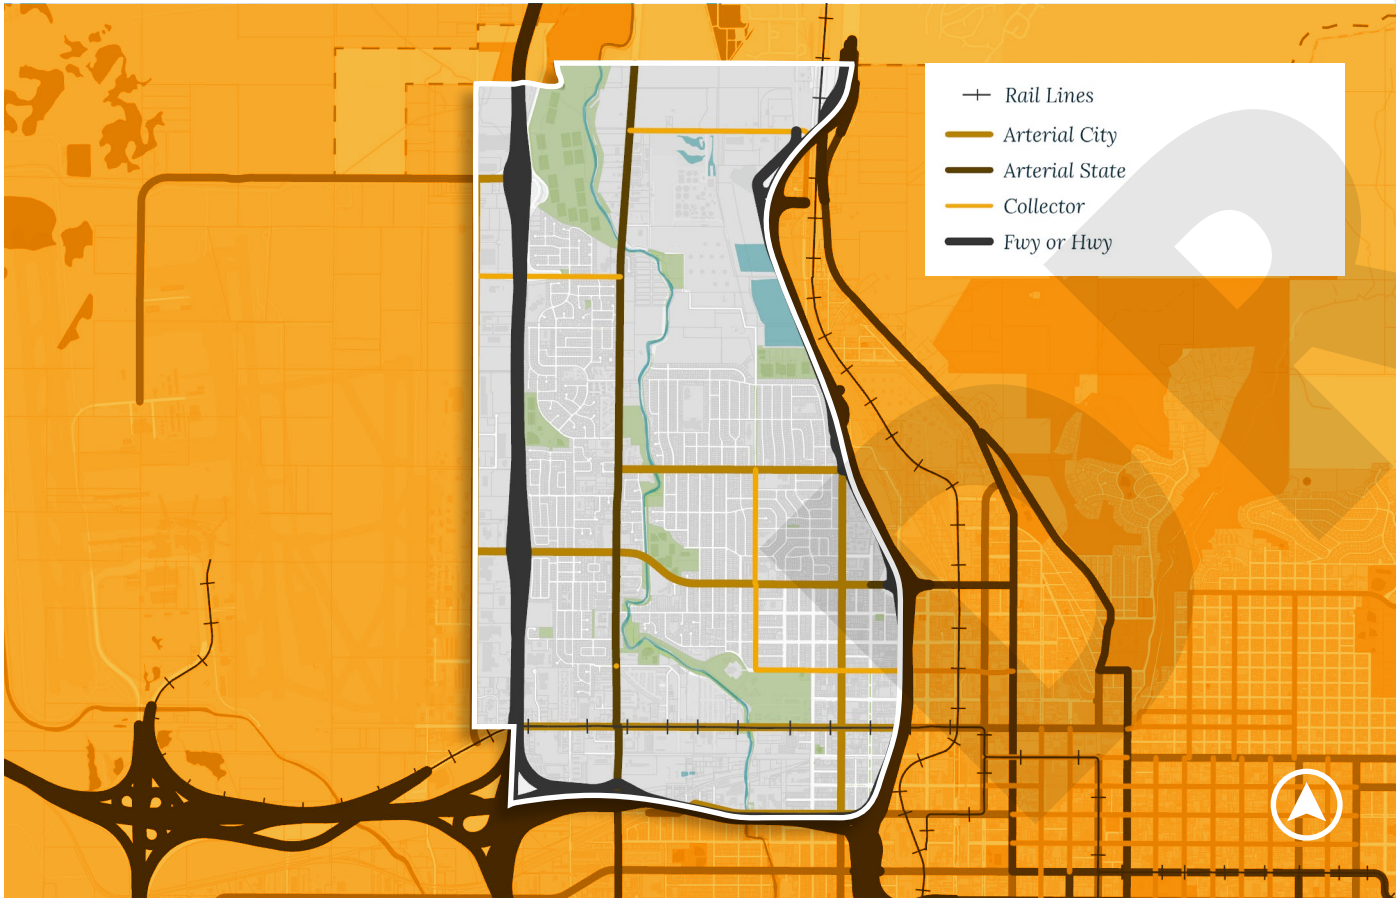 Rail Lines
Arterial City
Arterial State
Collector
Fwy or Hwy